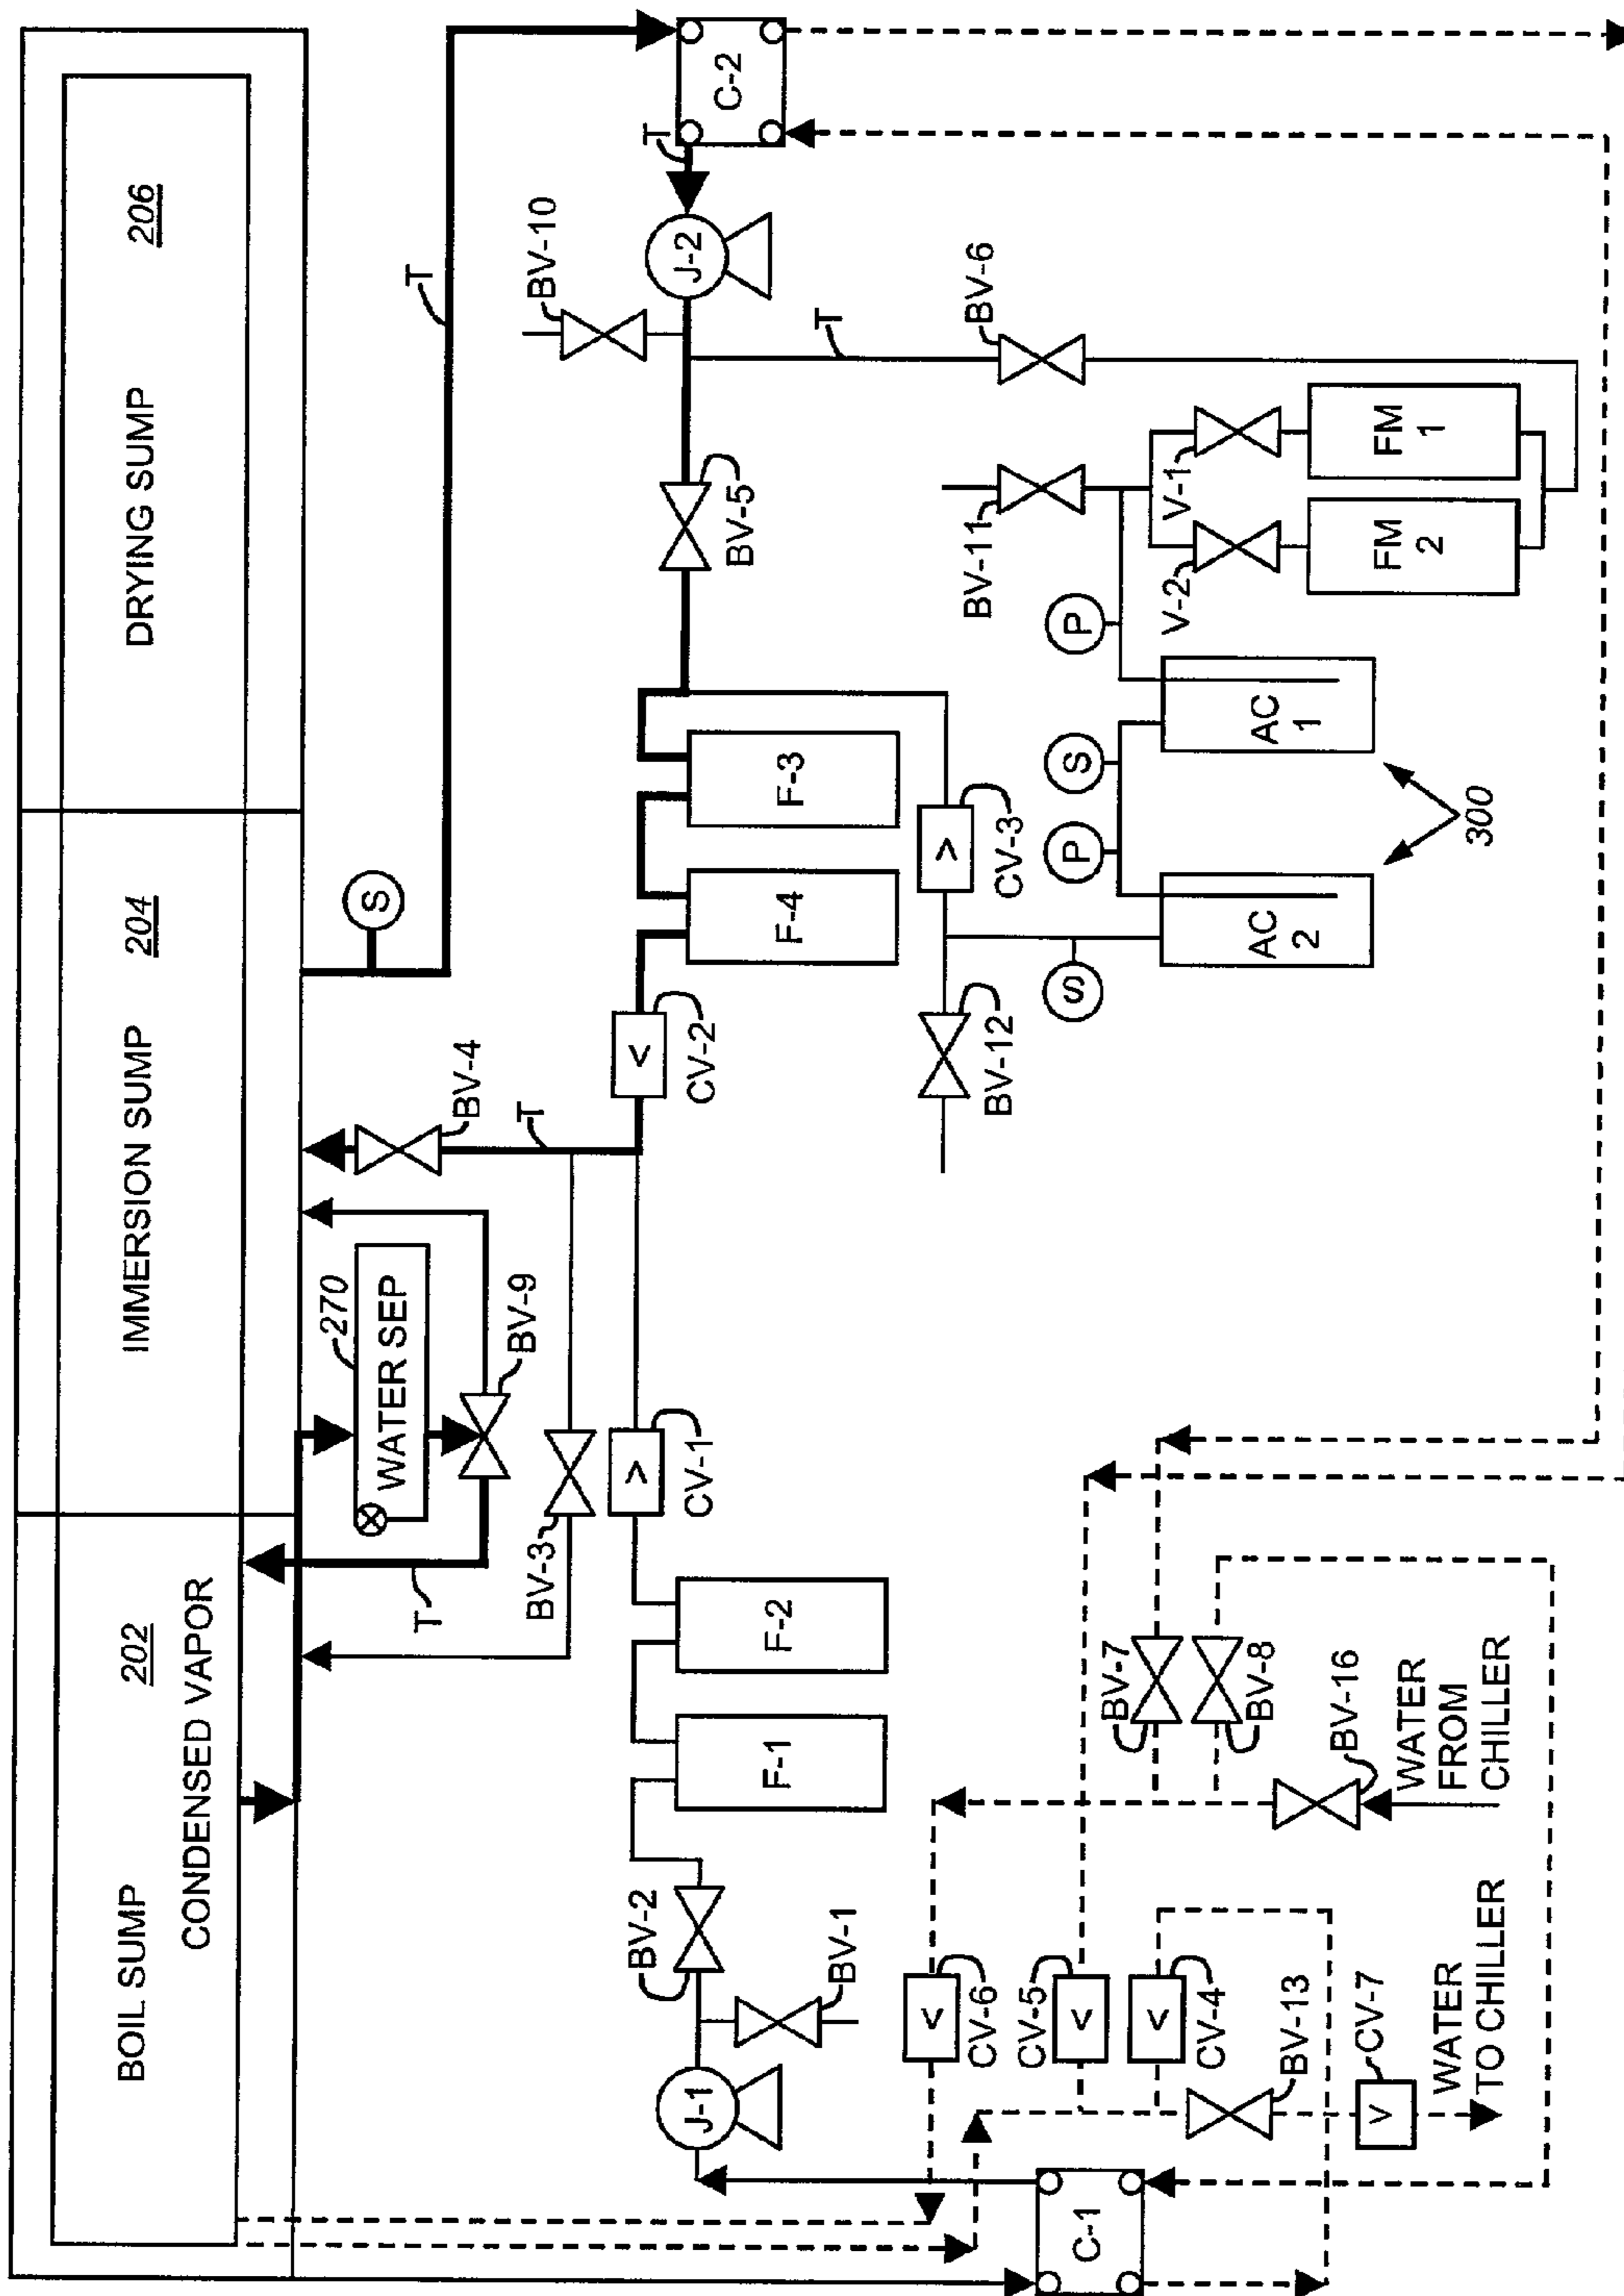 BOIL SUMP
202
CONDENSED VAPOR
IMMERSION SUMP
204
DRYING SUMP
206
270
WATER SEP
BV-9
T
S
T
BV-3
BV-4
T
CV-1
CV-2
F-4
F-3
BV-5
BV-10
J-2
T
C-2
J-1
BV-2
BV-1
F-1
F-2
BV-12
CV-3
S
P
S
P
BV-11
T
BV-6
AC
2
AC
1
300
V-2
V-1
FM
2
FM
1
C-1
CV-6
CV-5
CV-4
BV-13
CV-7
WATER
TO CHILLER
BV-7
BV-8
BV-16
WATER
FROM
CHILLER